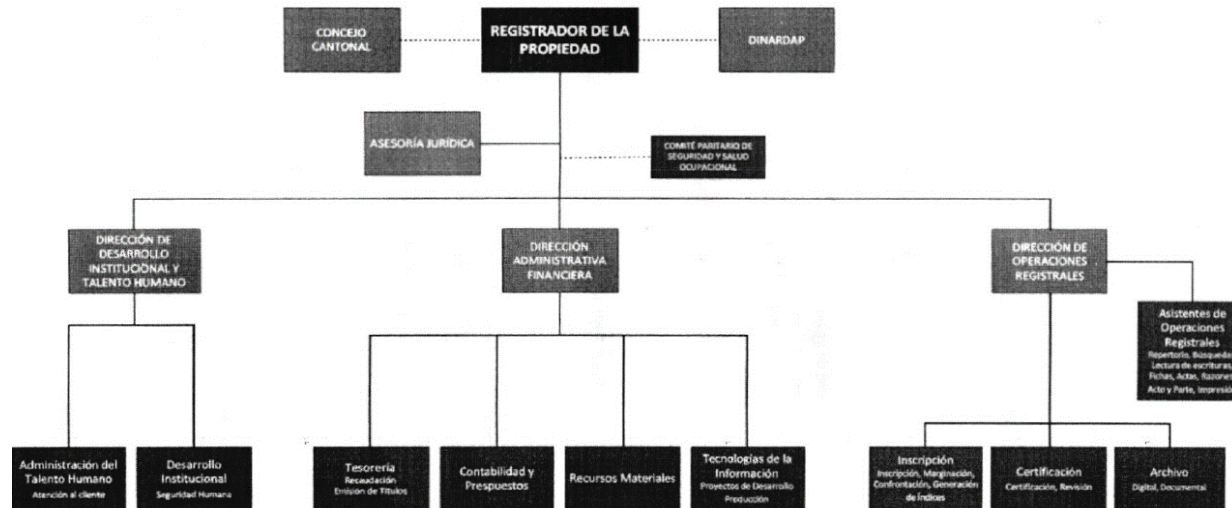 CONCEJO
CANTONAL
REGISTRADOR DE LA
PROPIEDAD
DINARDAP
ASESORÍA JURÍDICA
COMITÉ PARITARIO DE
SEGURIDAD Y SALUD
OCUPACIONAL
DIRECCIÓN DE
DESARROLLO
INSTITUCIONAL Y
TALENTO HUMANO
DIRECCIÓN
ADMINISTRATIVA
FINANCIERA
DIRECCIÓN DE
OPERACIONES
REGISTRALES
Asistentes de
Operaciones
Registrales
Repertorio, Búsqueda
Lectura de escrituras,
Fichas, Actas, Razones
Acto y Parte, Impresión
Administración del
Talento Humano
Atención al cliente
Desarrollo
Institucional
Seguridad Humana
Tesorería
Recaudación
Emisión de Títulos
Contabilidad y
Prespuestos
Recursos Materiales
Tecnologías de la
Información
Proyectos de Desarrollo
Producción
Inscripción
Inscripción, Marginación,
Confrontación, Generación
de Índices
Certificación
Certificación, Revisión
Archivo
Digital, Documental